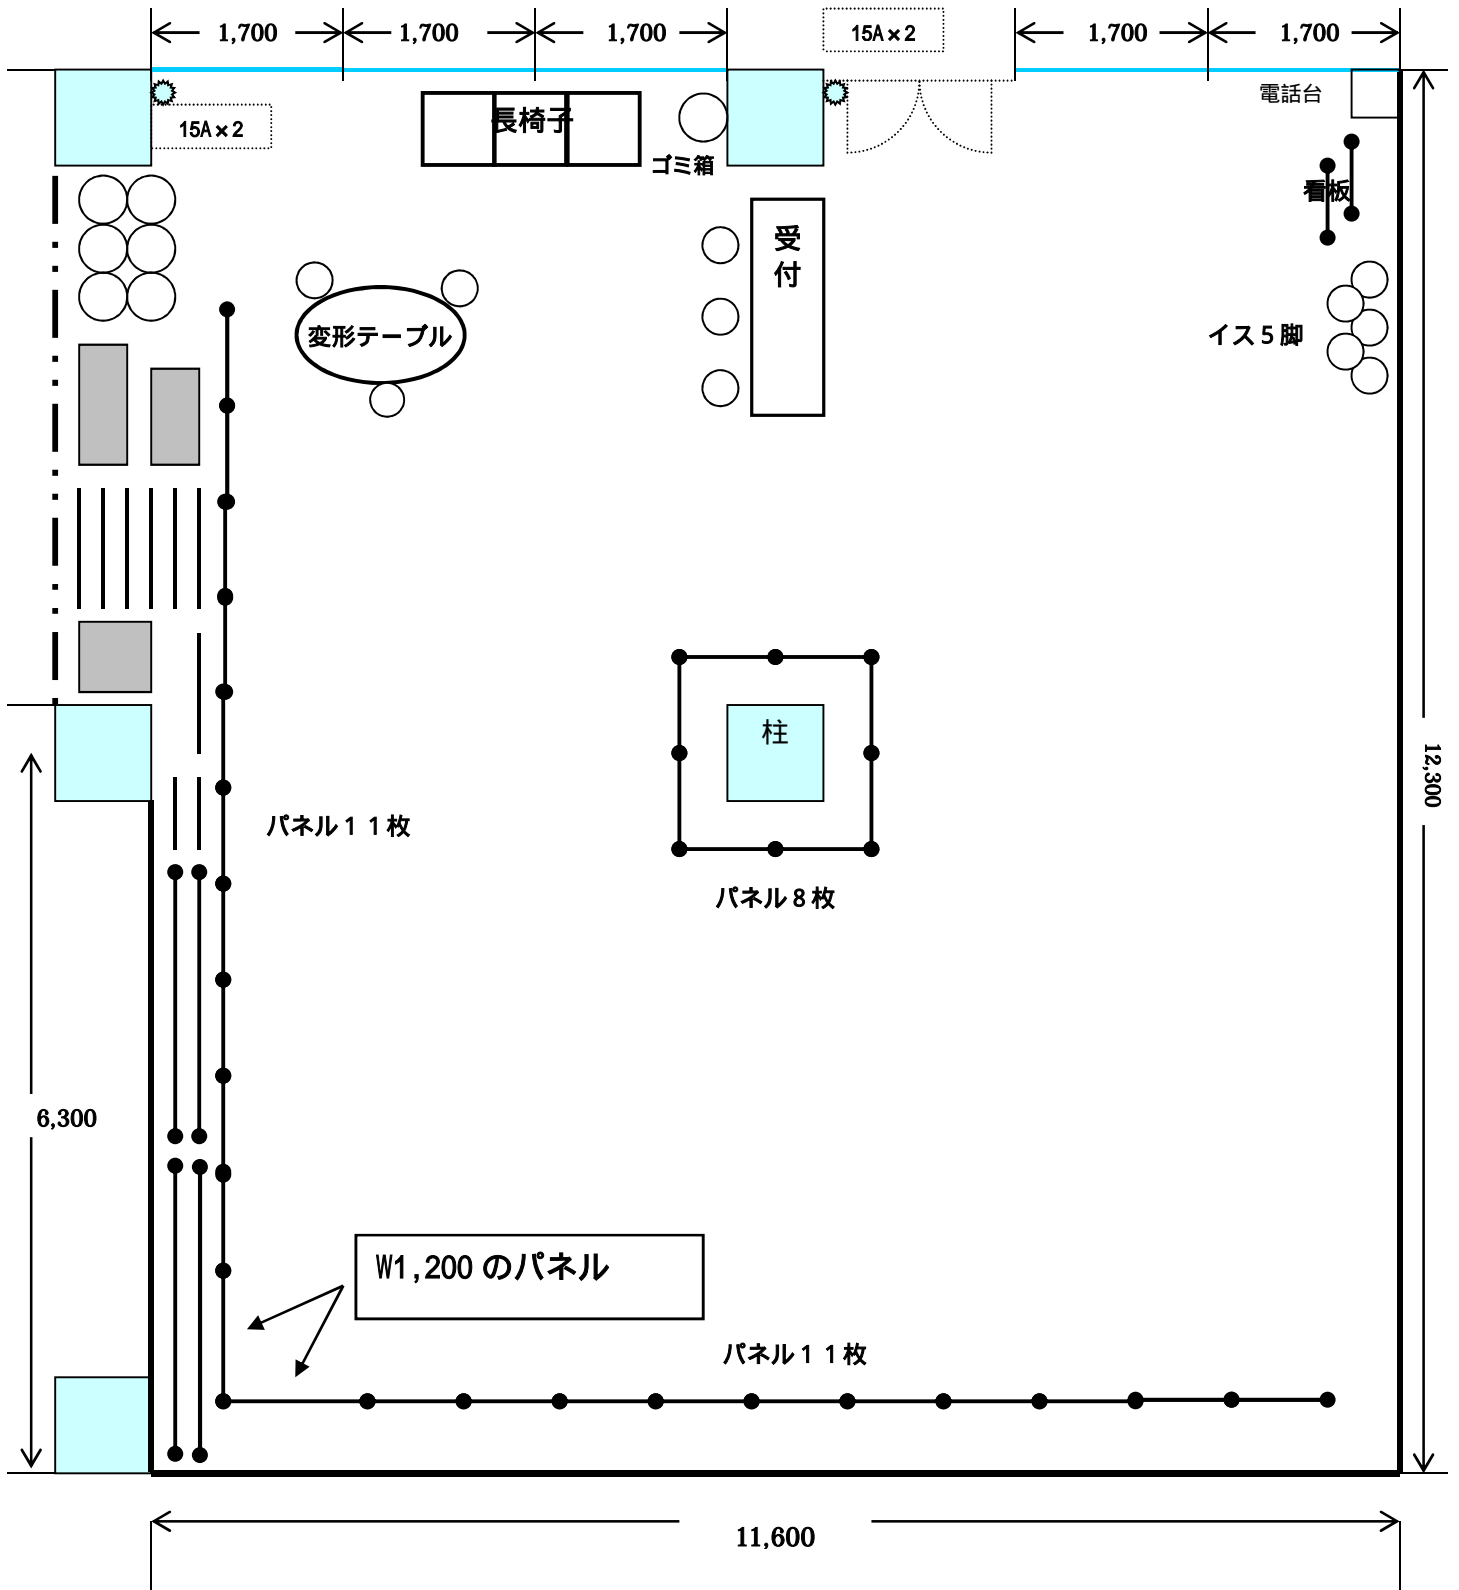 1,700
1,700
1,700
15A×2
1,700
1,700
電話台
15A×2
長椅子
ゴミ箱
看板
受
付
変形テーブル
イス5脚
柱
12,300
パネル11枚
パネル8枚
6,300
W1,200のパネル
パネル11枚
11,600